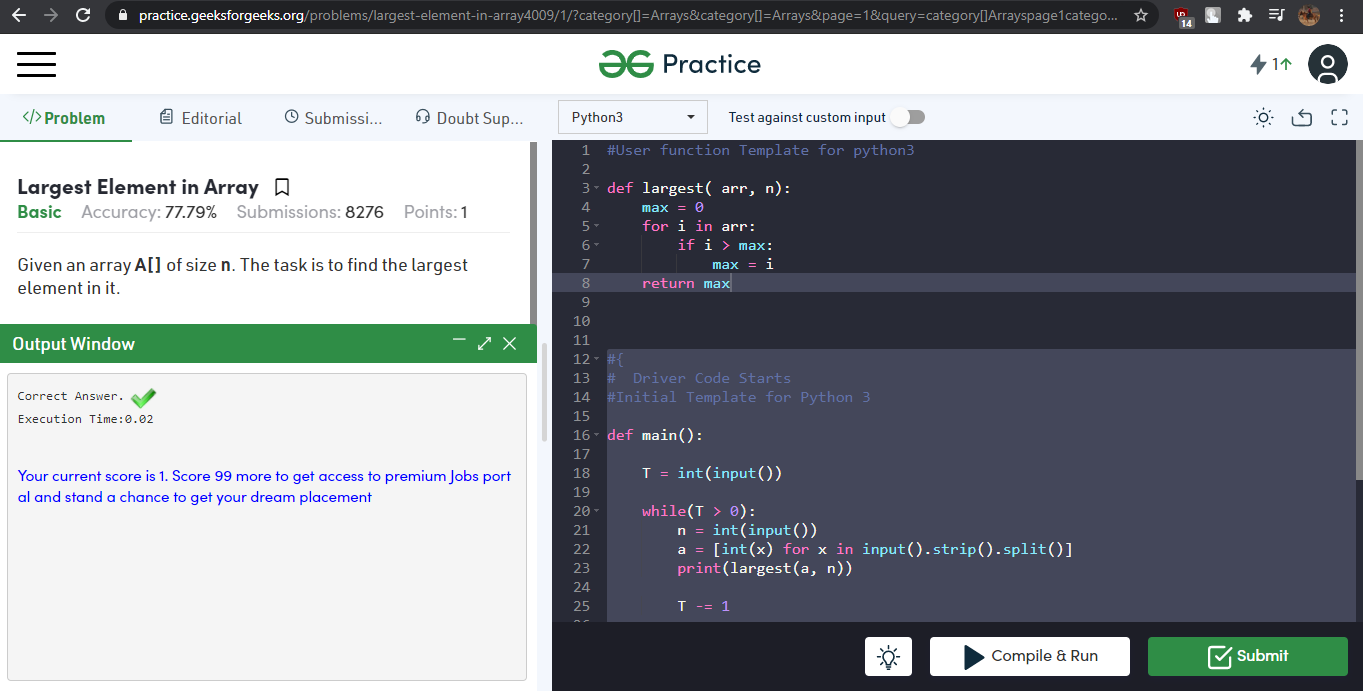 practice.geeksforgeeks.org/problems/largest-element-in-array4009/1/?category[]=Arrays&category[]=Arrays&page=1&query=category[]Arrayspage1catego...
14
Practice
1
Problem
Editorial
Submissi...
Doubt Sup...
Python3
Test against custom input
Largest Element in Array
Basic Accuracy: 77.79% Submissions: 8276 Points: 1
Given an array A[] of size n. The task is to find the largest
element in it.
Output Window
Correct Answer.
Execution Time:0.02
Your current score is 1. Score 99 more to get access to premium Jobs port
al and stand a chance to get your dream placement
1 #User function Template for python3
2
3 def largest( arr, n):
4 max = 0
5 for i in arr:
6 if i > max:
7 max = i
8 return max
9
10
11
12 #{
13 #  Driver Code Starts
14 #Initial Template for Python 3
15
16 def main():
17
18 T = int(input())
19
20 while(T > 0):
21 n = int(input())
22 a = [int(x) for x in input().strip().split()]
23 print(largest(a, n))
24
25 T -= 1
Compile & Run
Submit